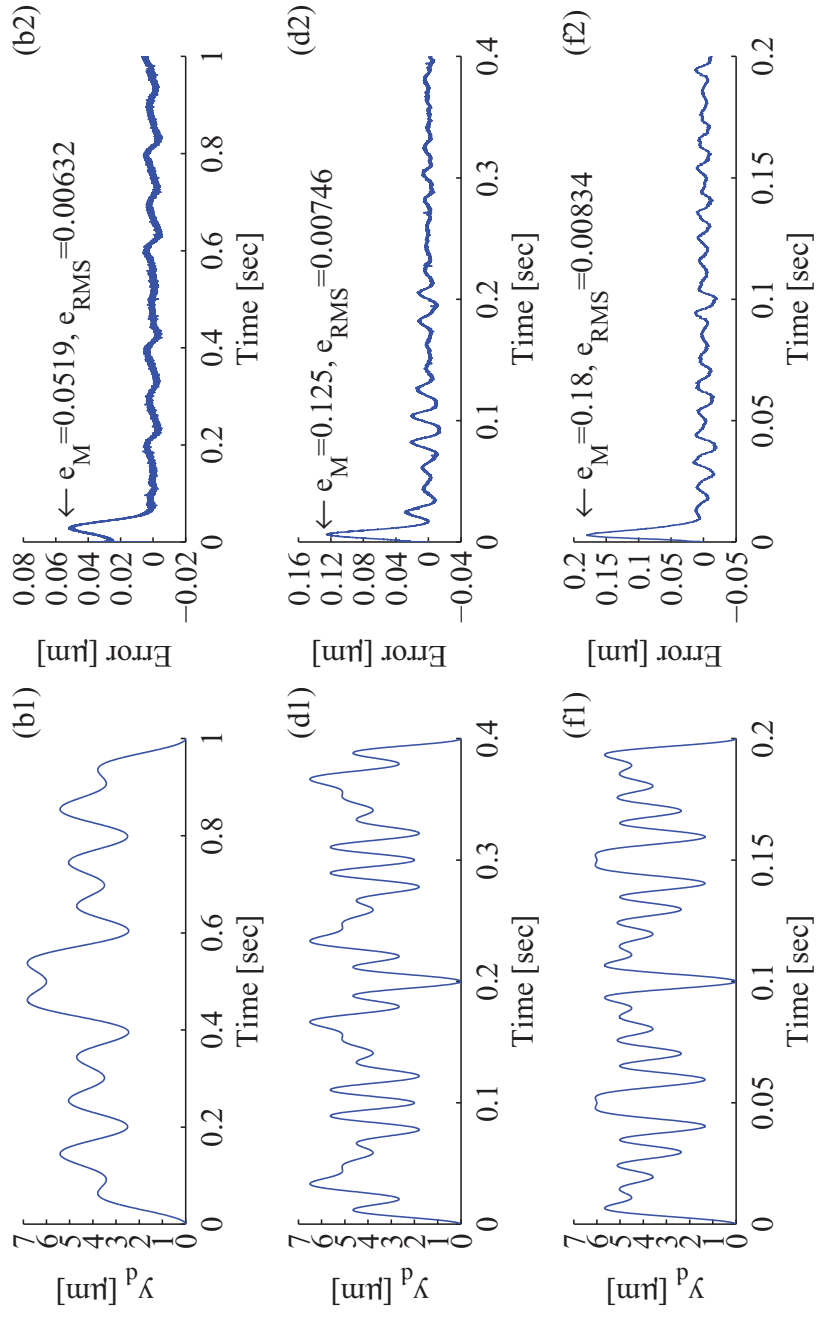 (b1)
7
6
5
4
3
2
1
0
y_d [µm]
0 0.2 0.4 0.6 0.8 1
Time [sec]
(b2)
0.08
0.06
0.04
0.02
0
−0.02
Error [µm]
← e_M=0.0519, e_RMS=0.00632
0 0.2 0.4 0.6 0.8 1
Time [sec]
(d1)
7
6
5
4
3
2
1
0
y_d [µm]
0 0.1 0.2 0.3 0.4
Time [sec]
(d2)
0.16
0.12
0.08
0.04
0
−0.04
Error [µm]
← e_M=0.125, e_RMS=0.00746
0 0.1 0.2 0.3 0.4
Time [sec]
(f1)
7
6
5
4
3
2
1
0
y_d [µm]
0 0.05 0.1 0.15 0.2
Time [sec]
(f2)
0.2
0.15
0.1
0.05
0
−0.05
Error [µm]
← e_M=0.18, e_RMS=0.00834
0 0.05 0.1 0.15 0.2
Time [sec]